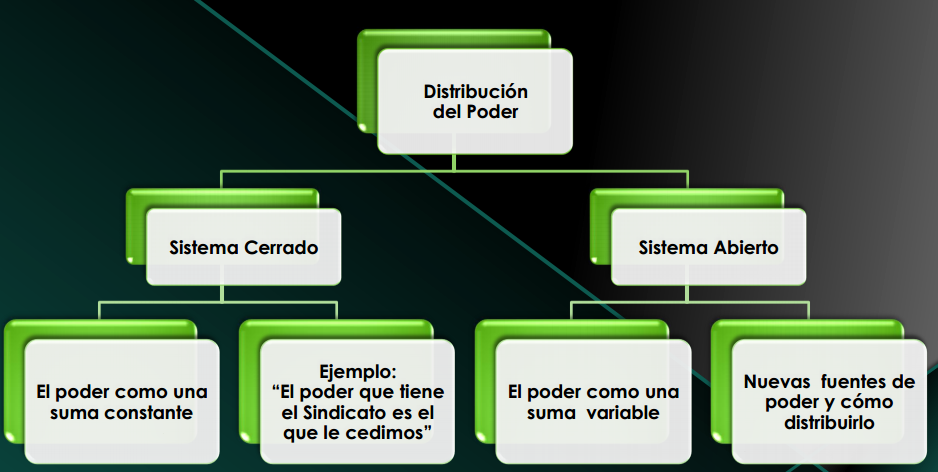 Distribución
del Poder
Sistema Cerrado
Sistema Abierto
El poder como una
suma constante
Ejemplo:
“El poder que tiene
el Sindicato es el
que le cedimos”
El poder como una
suma variable
Nuevas fuentes de
poder y cómo
distribuirlo